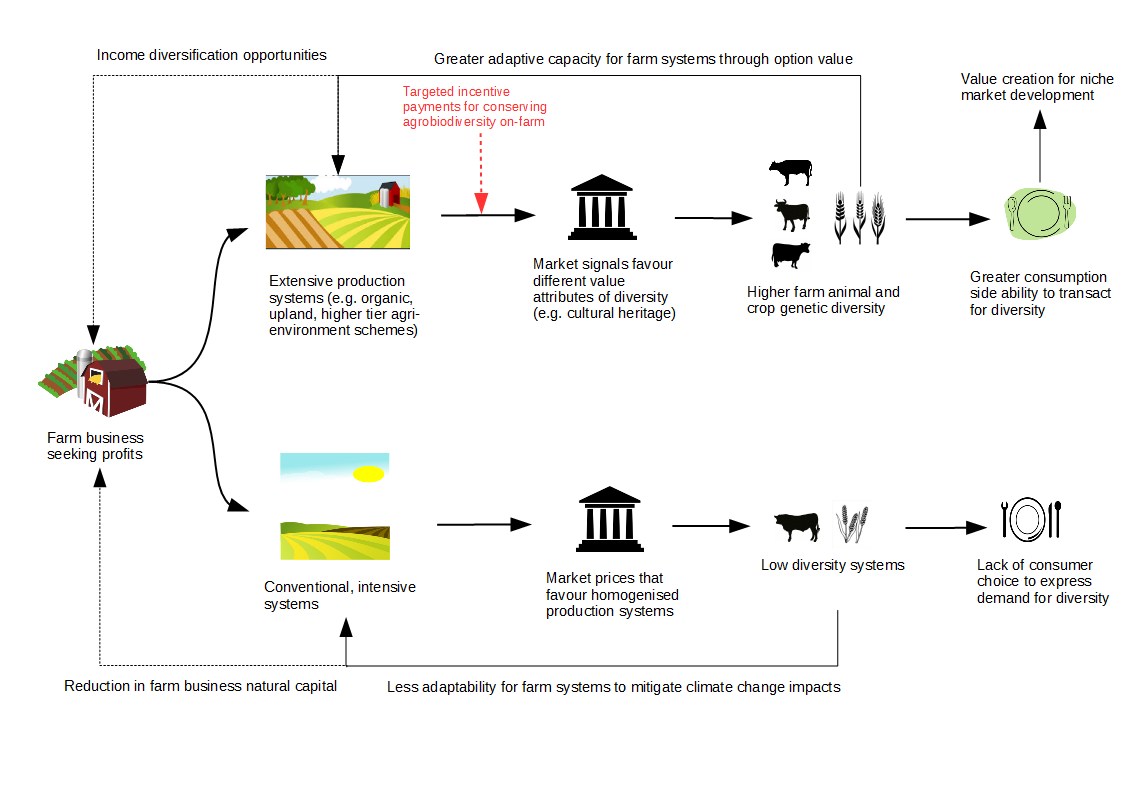 Income diversification opportunities
Greater adaptive capacity for farm systems through option value
Value creation for niche
market development
Targeted incentive
payments for conserving
agrobiodiversity on-farm
Extensive production
systems (e.g. organic,
upland, higher tier agri-
environment schemes)
Market signals favour
different value
attributes of diversity
(e.g. cultural heritage)
Higher farm animal and
crop genetic diversity
Greater consumption
side ability to transact
for diversity
Farm business
seeking profits
Conventional, intensive
systems
Market prices that
favour homogenised
production systems
Low diversity systems
Lack of consumer
choice to express
demand for diversity
Reduction in farm business natural capital
Less adaptability for farm systems to mitigate climate change impacts